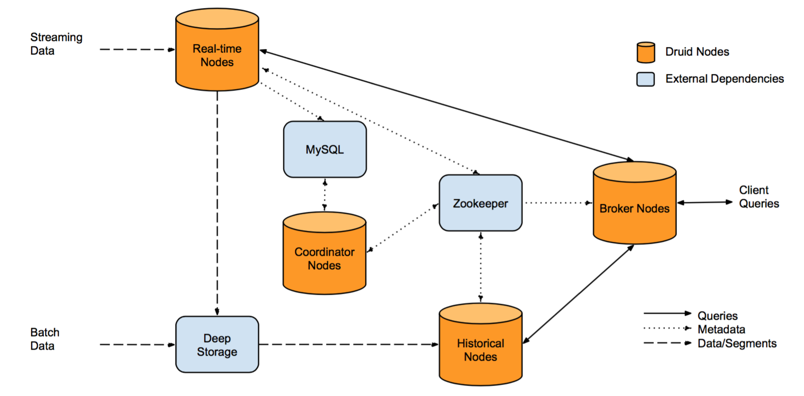 Streaming
Data
Real-time
Nodes
Druid Nodes
External Dependencies
MySQL
Zookeeper
Broker Nodes
Client
Queries
Coordinator
Nodes
Batch
Data
Deep
Storage
Historical
Nodes
Queries
Metadata
Data/Segments